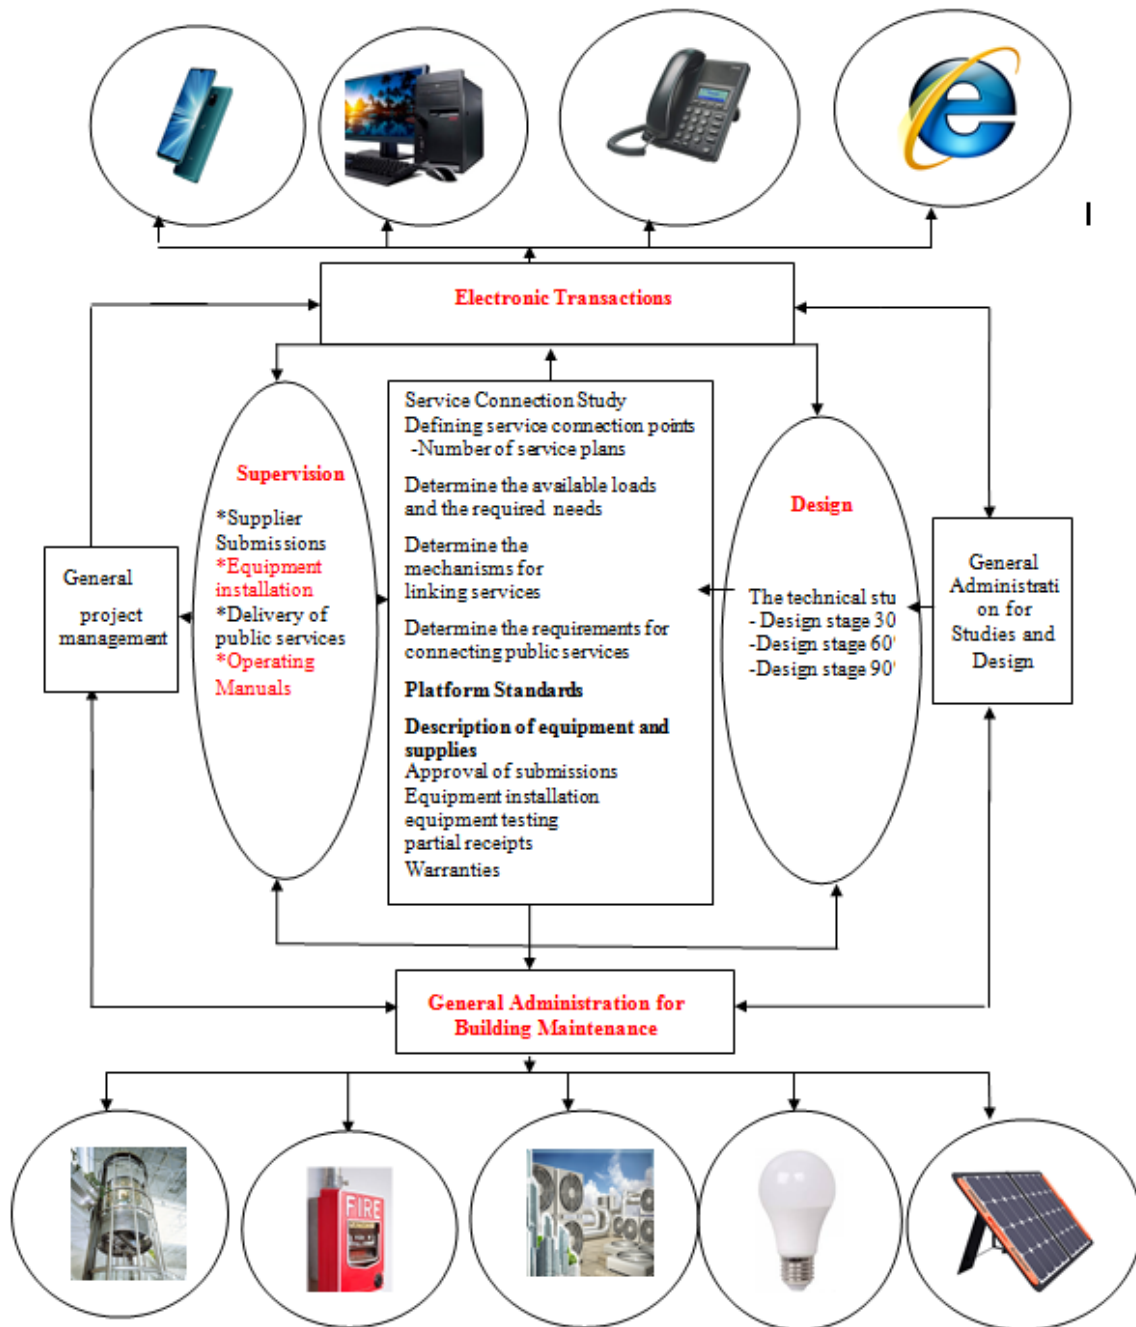 Electronic Transactions
Supervision
*Supplier
Submissions
*Equipment
installation
*Delivery of
public services
*Operating
Manuals
General
project
management
Service Connection Study
Defining service connection points
-Number of service plans
Determine the available loads
and the required needs
Determine the
mechanisms for
linking services
Determine the requirements for
connecting public services
Platform Standards
Description of equipment and
supplies
Approval of submissions
Equipment installation
equipment testing
partial receipts
Warranties
Design
The technical stu
- Design stage 30
-Design stage 60
-Design stage 90
General
Administrati
on for
Studies and
Design
General Administration for
Building Maintenance
FIRE